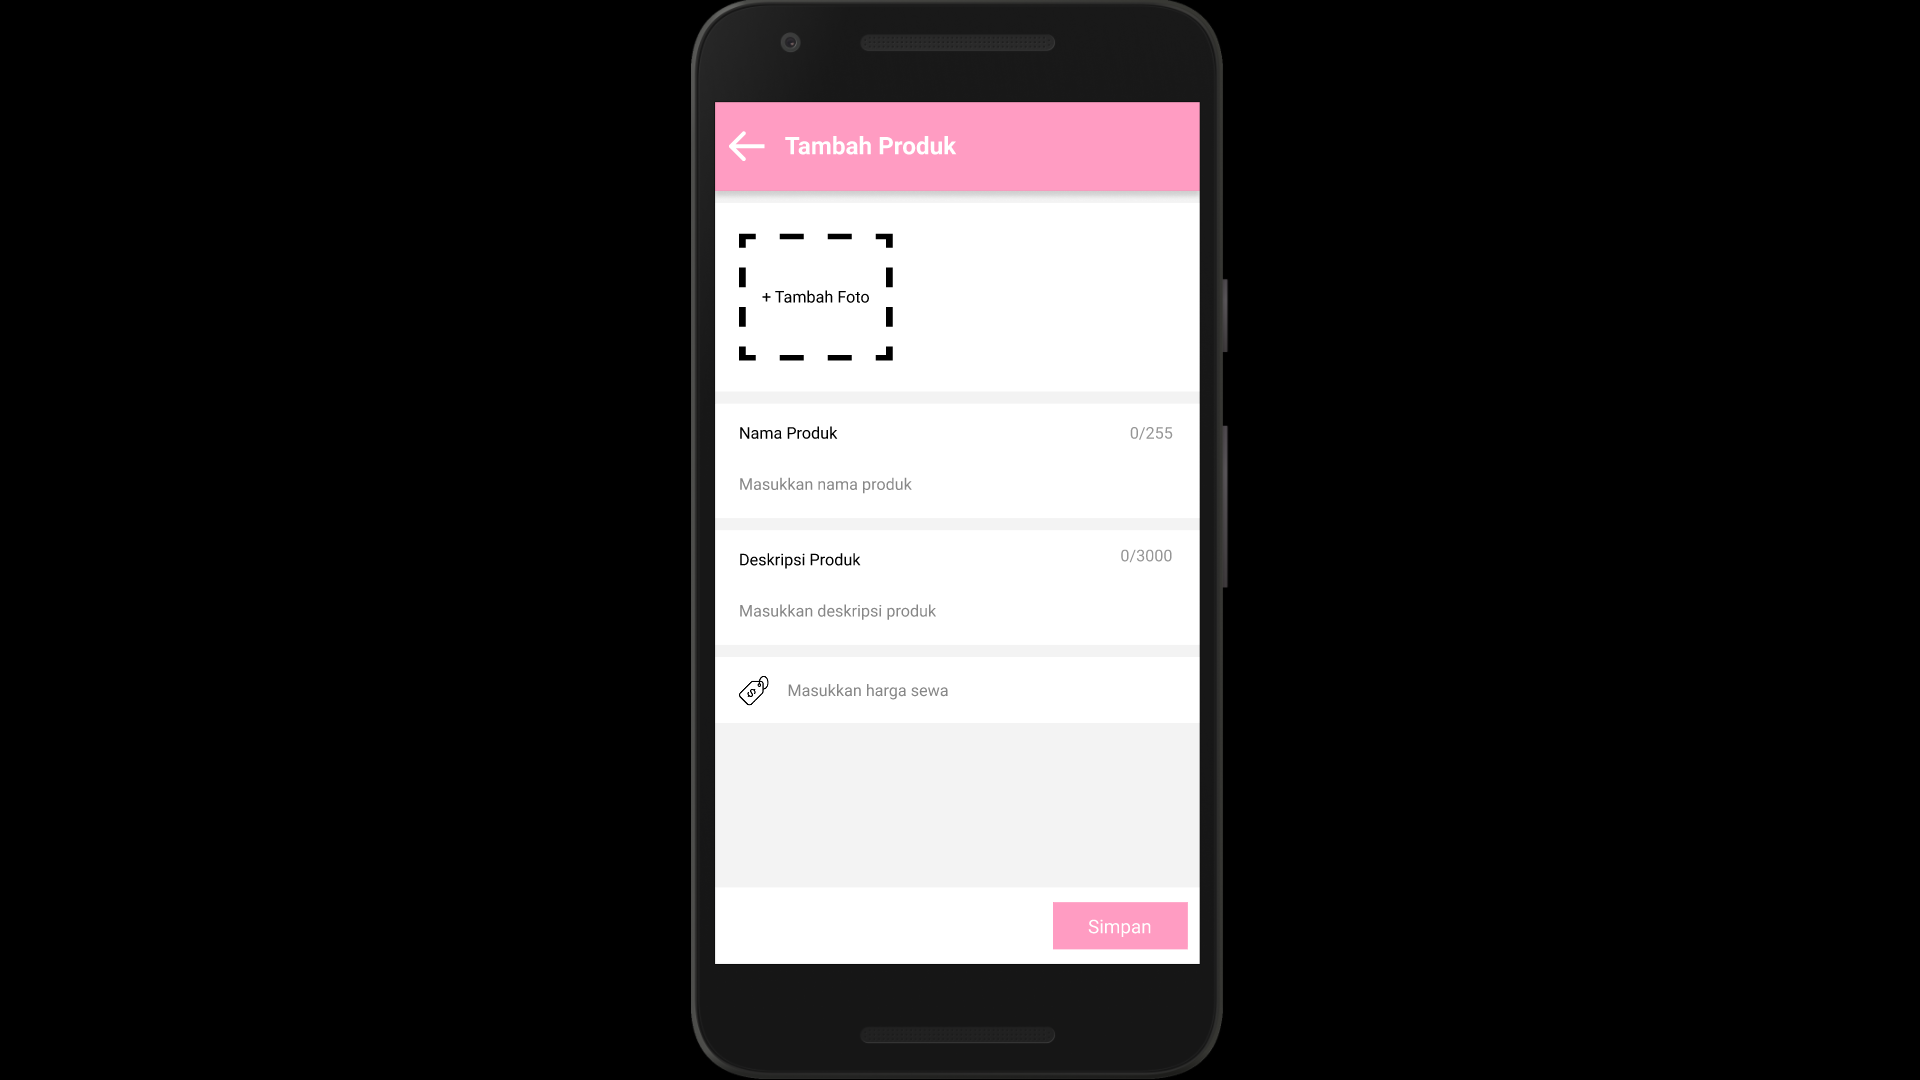 Tambah Produk
+ Tambah Foto
Nama Produk 0/255
Masukkan nama produk
Deskripsi Produk 0/3000
Masukkan deskripsi produk
$ Masukkan harga sewa
Simpan